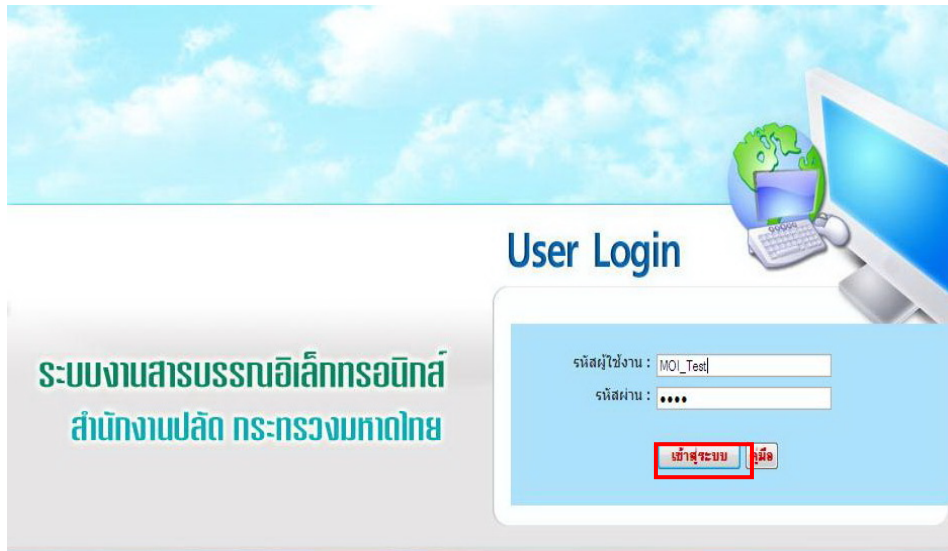 User Login
ระบบงานสารบรรณอิเล็กทรอนิกส์
สำนักงานปลัด กระทรวงมหาดไทย
รหัสผู้ใช้งาน : MOI_Test
รหัสผ่าน : ••••
เข้าสู่ระบบ คู่มือ